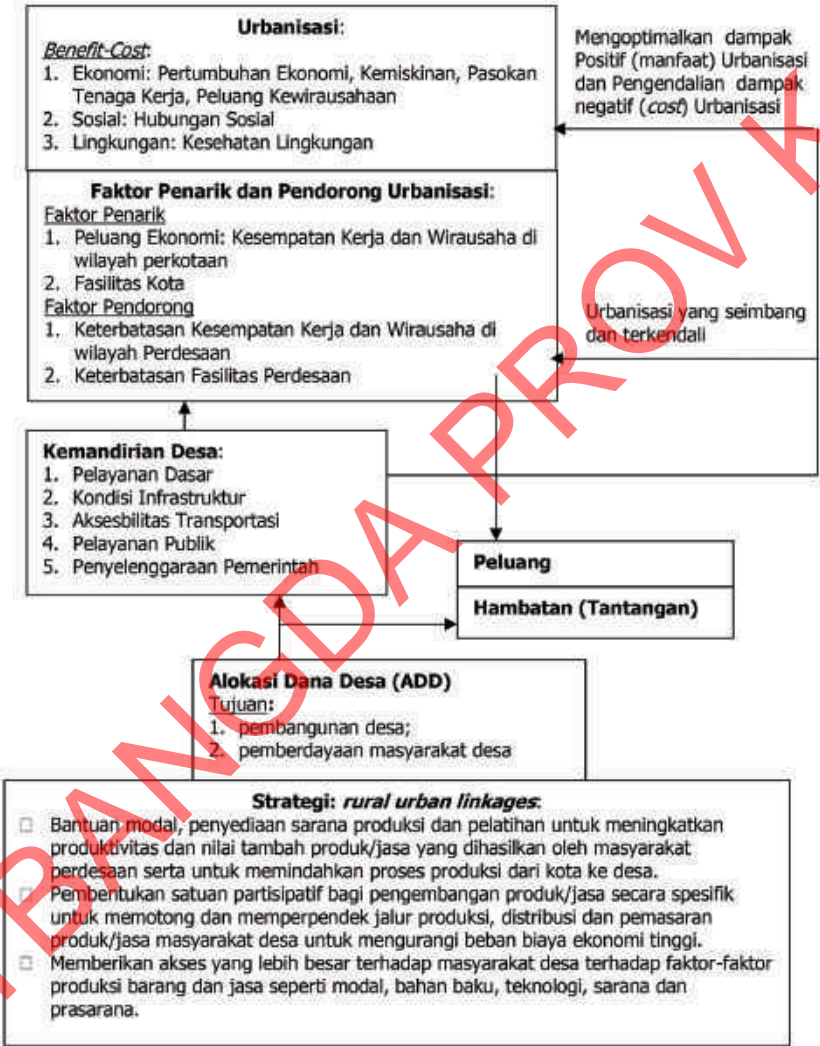 Urbanisasi:
Benefit-Cost:
1. Ekonomi: Pertumbuhan Ekonomi, Kemiskinan, Pasokan
Tenaga Kerja, Peluang Kewirausahaan
2. Sosial: Hubungan Sosial
3. Lingkungan: Kesehatan Lingkungan
Mengoptimalkan dampak
Positif (manfaat) Urbanisasi
dan Pengendalian dampak
negatif (cost) Urbanisasi
Faktor Penarik dan Pendorong Urbanisasi:
Faktor Penarik
1. Peluang Ekonomi: Kesempatan Kerja dan Wirausaha di
wilayah perkotaan
2. Fasilitas Kota
Faktor Pendorong
1. Keterbatasan Kesempatan Kerja dan Wirausaha di
wilayah Perdesaan
2. Keterbatasan Fasilitas Perdesaan
Urbanisasi yang seimbang
dan terkendali
Kemandirian Desa:
1. Pelayanan Dasar
2. Kondisi Infrastruktur
3. Aksesbilitas Transportasi
4. Pelayanan Publik
5. Penyelenggaraan Pemerintah
Peluang
Hambatan (Tantangan)
Alokasi Dana Desa (ADD)
Tujuan:
1. pembangunan desa;
2. pemberdayaan masyarakat desa
Strategi: rural urban linkages:
Bantuan modal, penyediaan sarana produksi dan pelatihan untuk meningkatkan
produktivitas dan nilai tambah produk/jasa yang dihasilkan oleh masyarakat
perdesaan serta untuk memindahkan proses produksi dari kota ke desa.
Pembentukan satuan partisipatif bagi pengembangan produk/jasa secara spesifik
untuk memotong dan memperpendek jalur produksi, distribusi dan pemasaran
produk/jasa masyarakat desa untuk mengurangi beban biaya ekonomi tinggi.
Memberikan akses yang lebih besar terhadap masyarakat desa terhadap faktor-faktor
produksi barang dan jasa seperti modal, bahan baku, teknologi, sarana dan
prasarana.
BANGDA PROV K